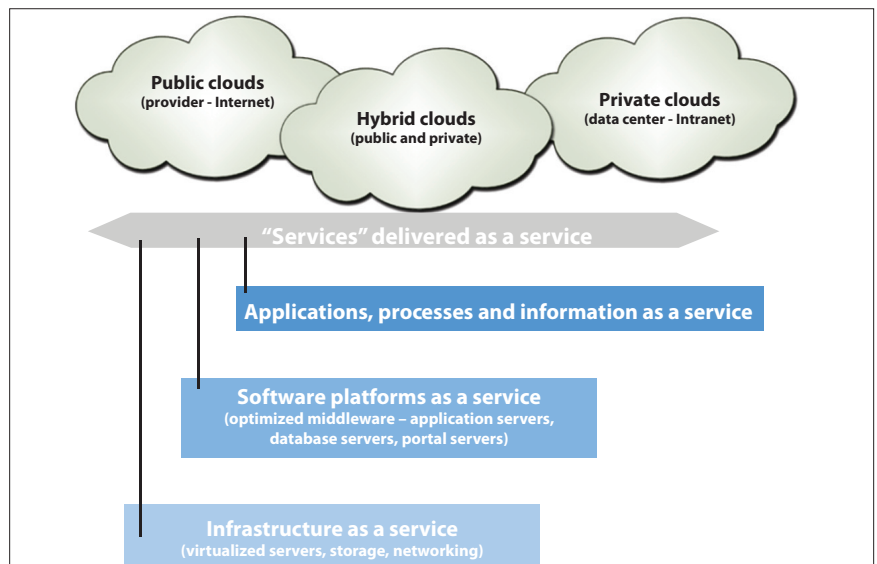 Public clouds
(provider - Internet)
Hybrid clouds
(public and private)
Private clouds
(data center - Intranet)
“Services” delivered as a service
Applications, processes and information as a service
Software platforms as a service
(optimized middleware – application servers,
database servers, portal servers)
Infrastructure as a service
(virtualized servers, storage, networking)